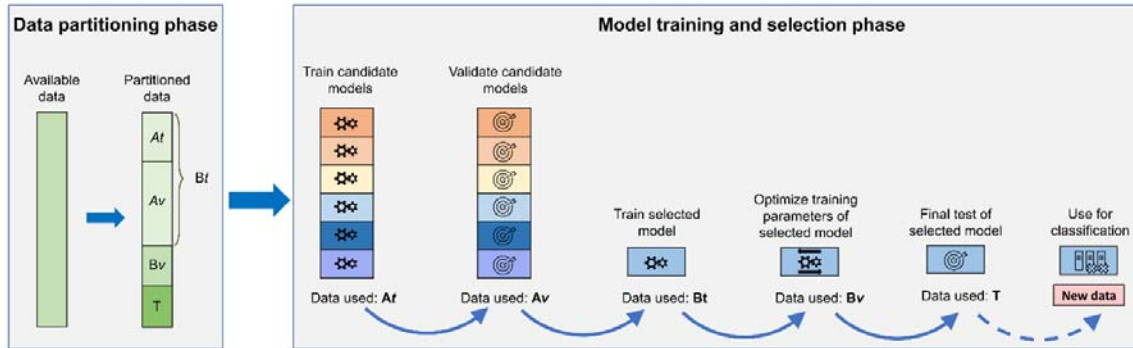 Data partitioning phase
Available
data
Partitioned
data
At
Av
Bt
Bv
T
Model training and selection phase
Train candidate
models
Data used: At
Validate candidate
models
Data used: Av
Train selected
model
Data used: Bt
Optimize training
parameters of
selected model
Data used: Bv
Final test of
selected model
Data used: T
Use for
classification
New data